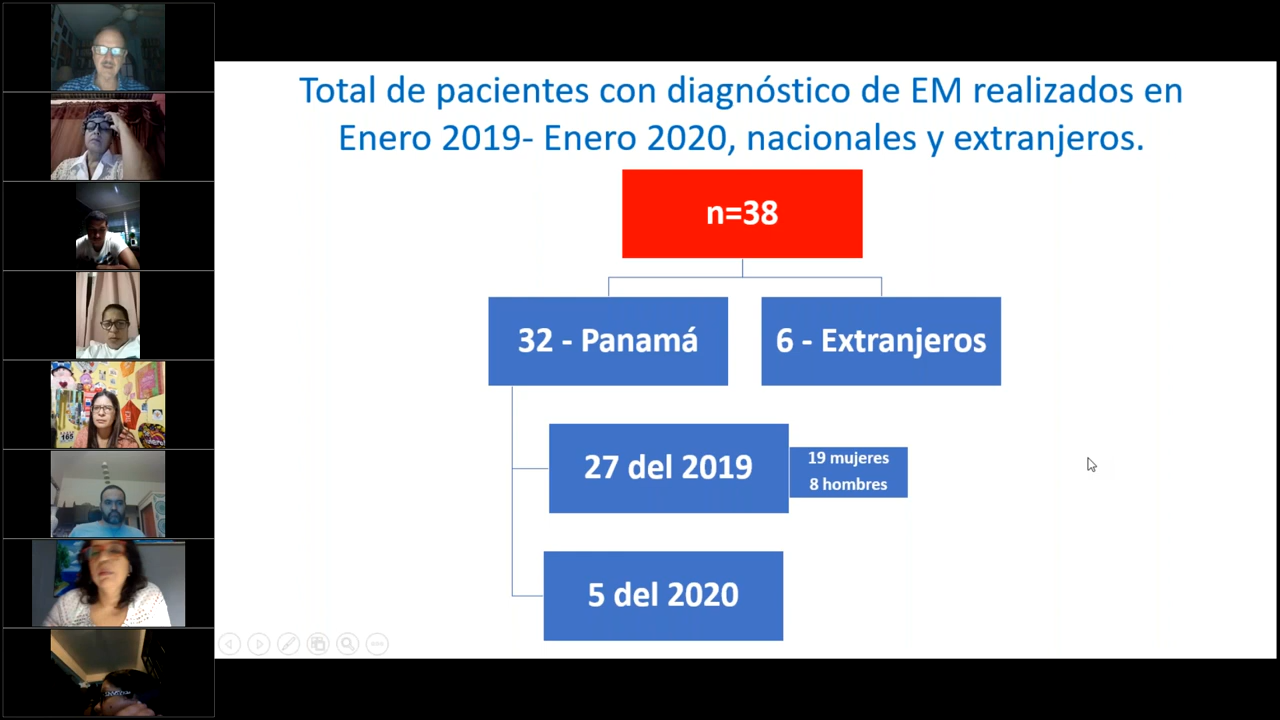 Total de pacientes con diagnóstico de EM realizados en
Enero 2019- Enero 2020, nacionales y extranjeros.
n=38
32 - Panamá
6 - Extranjeros
27 del 2019
19 mujeres
8 hombres
5 del 2020
165